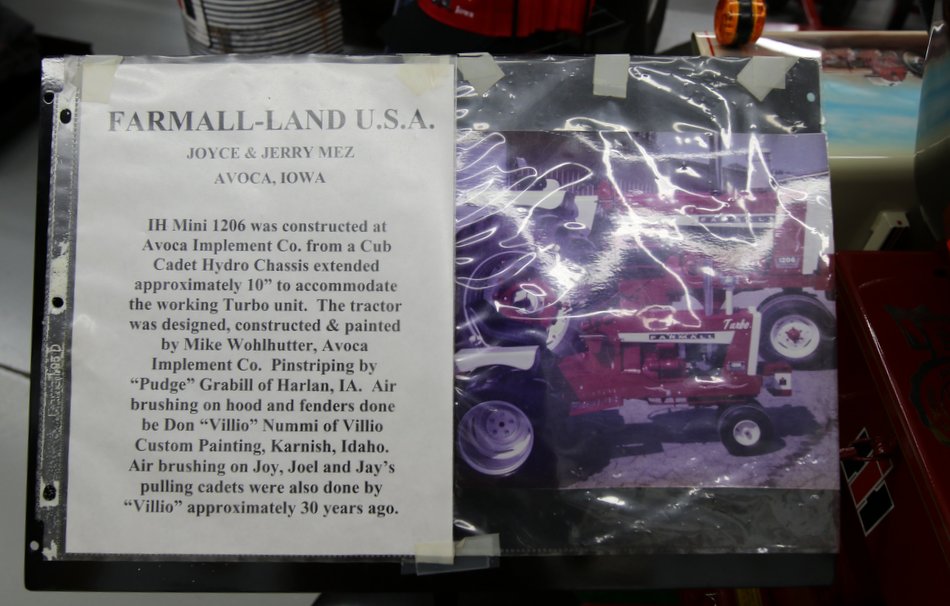 Iowa
FARMALL-LAND U.S.A.
JOYCE & JERRY MEZ
AVOCA, IOWA
IH Mini 1206 was constructed at
Avoca Implement Co. from a Cub
Cadet Hydro Chassis extended
approximately 10” to accommodate
the working Turbo unit. The tractor
was designed, constructed & painted
by Mike Wohlhutter, Avoca
Implement Co. Pinstriping by
“Pudge” Grabill of Harlan, IA. Air
brushing on hood and fenders done
be Don “Villio” Nummi of Villio
Custom Painting, Karnish, Idaho.
Air brushing on Joy, Joel and Jay’s
pulling cadets were also done by
“Villio” approximately 30 years ago.
FARMALL
1206
Turbo
FARMALL